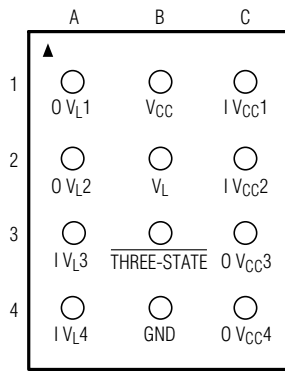 A B C
1
O VL1 VCC I VCC1
2
O VL2 VL I VCC2
3
I VL3 THREE-STATE O VCC3
4
I VL4 GND O VCC4